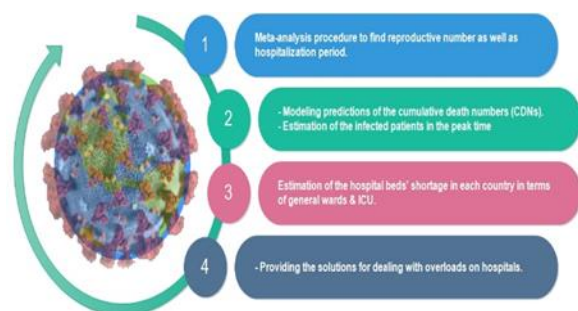 1
Meta-analysis procedure to find reproductive number as well as
hospitalization period.
2
- Modeling predictions of the cumulative death numbers (CDNs).
- Estimation of the infected patients in the peak time
3
Estimation of the hospital beds' shortage in each country in terms
of general wards & ICU.
4
- Providing the solutions for dealing with overloads on hospitals.